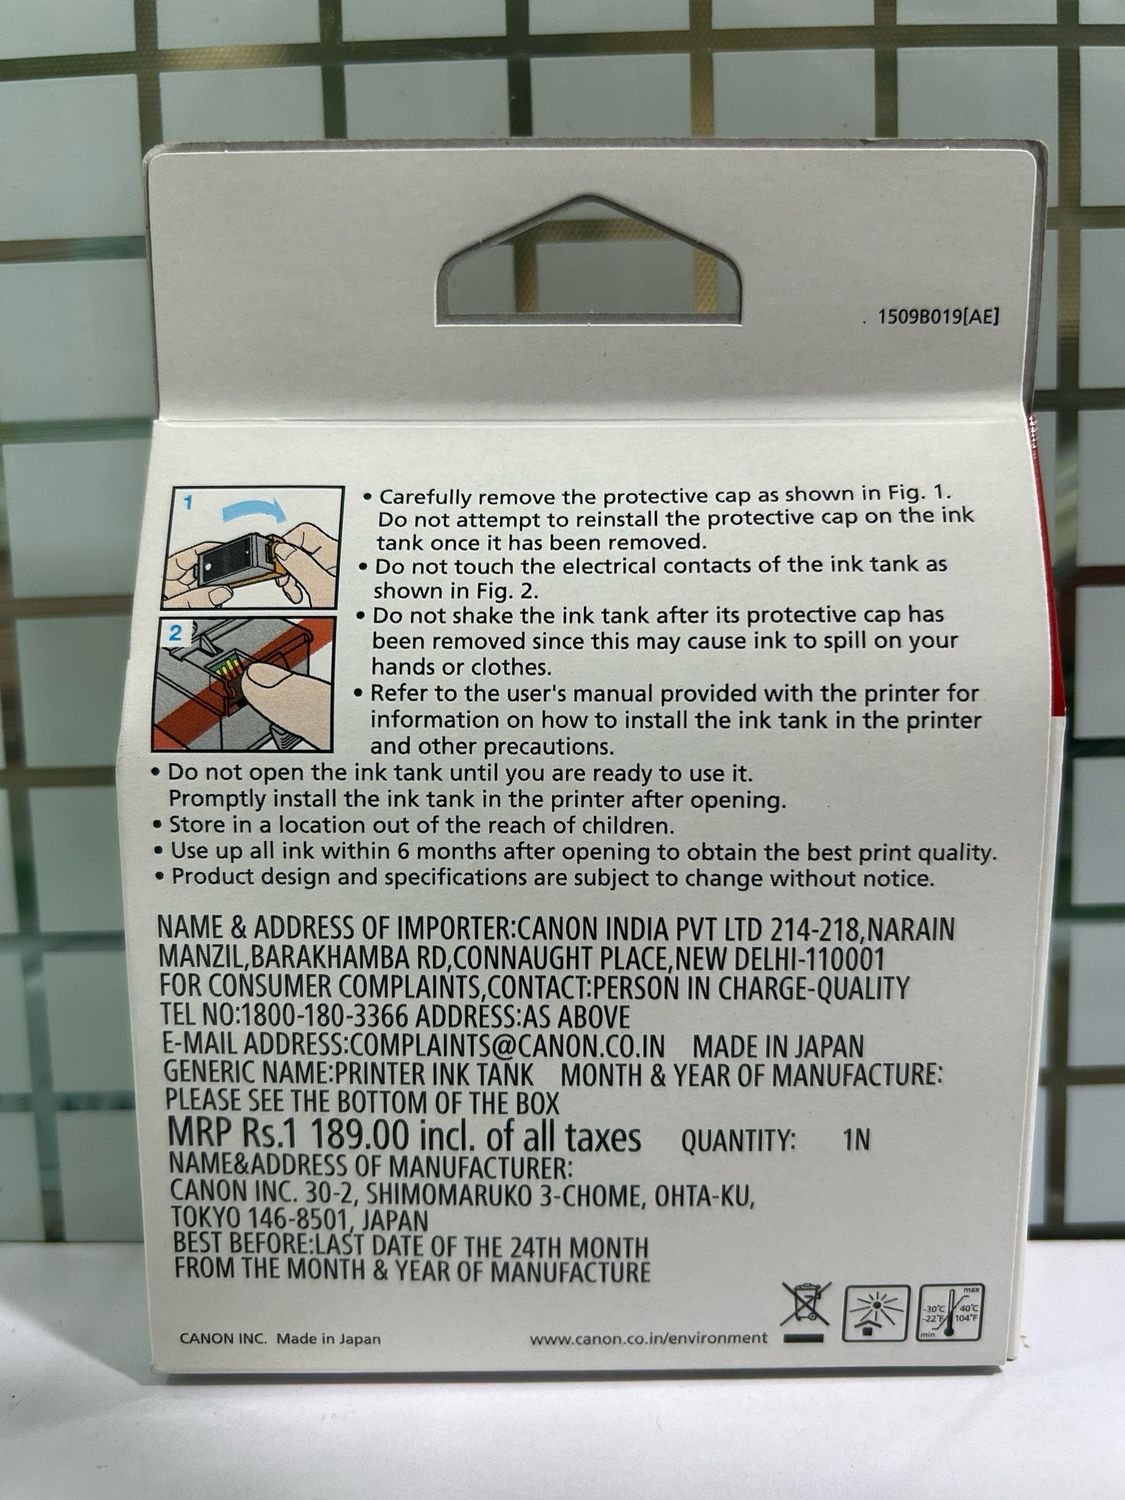 . 1509B019[AE]
1
• Carefully remove the protective cap as shown in Fig. 1.
Do not attempt to reinstall the protective cap on the ink
tank once it has been removed.
• Do not touch the electrical contacts of the ink tank as
shown in Fig. 2.
2
• Do not shake the ink tank after its protective cap has
been removed since this may cause ink to spill on your
hands or clothes.
• Refer to the user's manual provided with the printer for
information on how to install the ink tank in the printer
and other precautions.
• Do not open the ink tank until you are ready to use it.
Promptly install the ink tank in the printer after opening.
• Store in a location out of the reach of children.
• Use up all ink within 6 months after opening to obtain the best print quality.
• Product design and specifications are subject to change without notice.
NAME & ADDRESS OF IMPORTER:CANON INDIA PVT LTD 214-218,NARAIN
MANZIL,BARAKHAMBA RD,CONNAUGHT PLACE,NEW DELHI-110001
FOR CONSUMER COMPLAINTS,CONTACT:PERSON IN CHARGE-QUALITY
TEL NO:1800-180-3366 ADDRESS:AS ABOVE
E-MAIL ADDRESS:COMPLAINTS@CANON.CO.IN MADE IN JAPAN
GENERIC NAME:PRINTER INK TANK MONTH & YEAR OF MANUFACTURE:
PLEASE SEE THE BOTTOM OF THE BOX
MRP Rs.1 189.00 incl. of all taxes QUANTITY: 1N
NAME&ADDRESS OF MANUFACTURER:
CANON INC. 30-2, SHIMOMARUKO 3-CHOME, OHTA-KU,
TOKYO 146-8501, JAPAN
BEST BEFORE:LAST DATE OF THE 24TH MONTH
FROM THE MONTH & YEAR OF MANUFACTURE
max
-30°C 40°C
-22°F 104°F
min
CANON INC. Made in Japan www.canon.co.in/environment